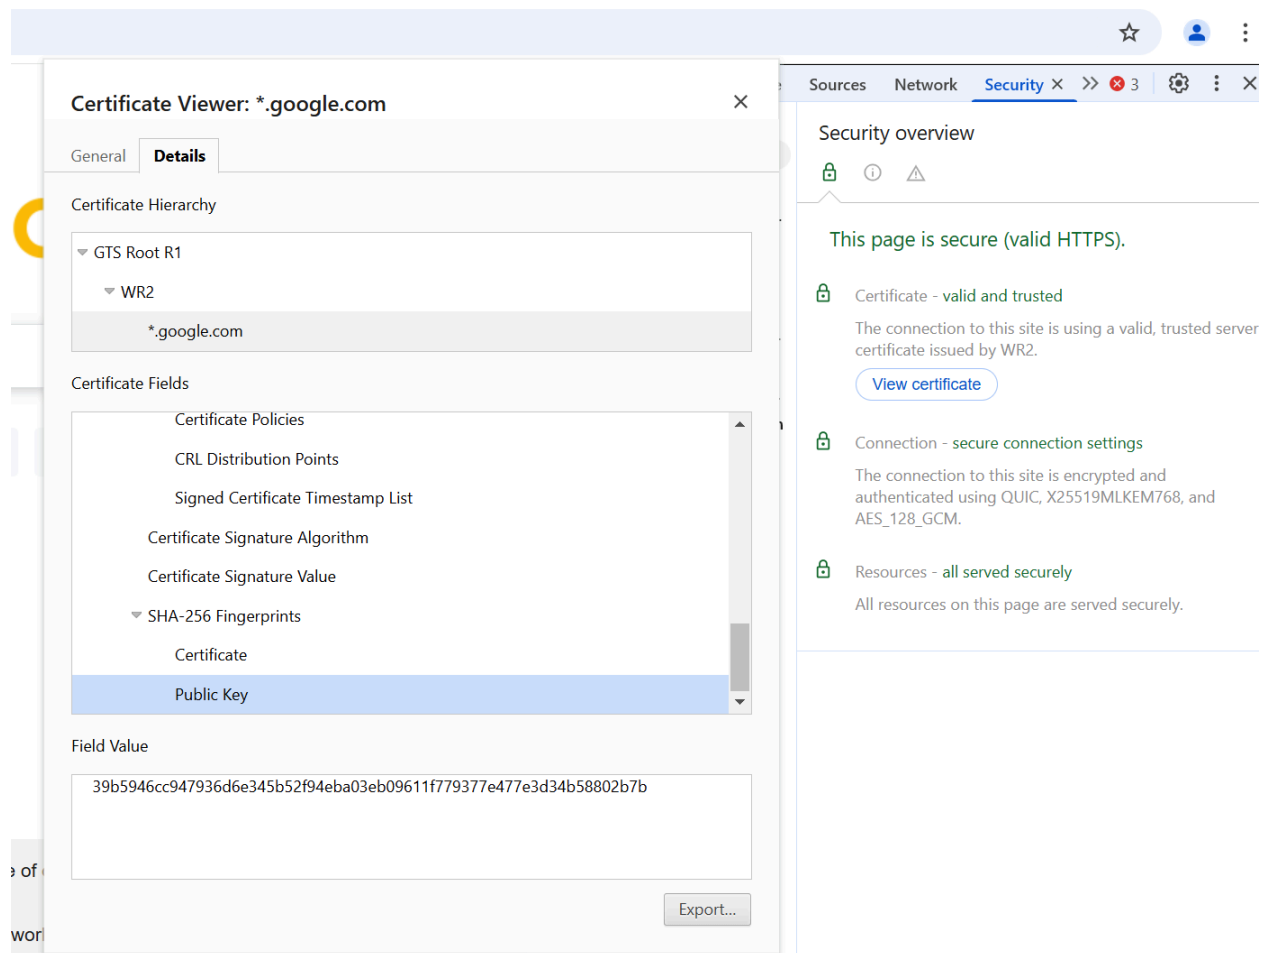 Certificate Viewer: *.google.com
General
Details
Certificate Hierarchy
GTS Root R1
WR2
*.google.com
Certificate Fields
Certificate Policies
CRL Distribution Points
Signed Certificate Timestamp List
Certificate Signature Algorithm
Certificate Signature Value
SHA-256 Fingerprints
Certificate
Public Key
Field Value
39b5946cc947936d6e345b52f94eba03eb09611f779377e477e3d34b58802b7b
Export...
of
Sources
Network
Security
3
Security overview
This page is secure (valid HTTPS).
Certificate - valid and trusted
The connection to this site is using a valid, trusted server
certificate issued by WR2.
View certificate
Connection - secure connection settings
The connection to this site is encrypted and
authenticated using QUIC, X25519MLKEM768, and
AES_128_GCM.
Resources - all served securely
All resources on this page are served securely.